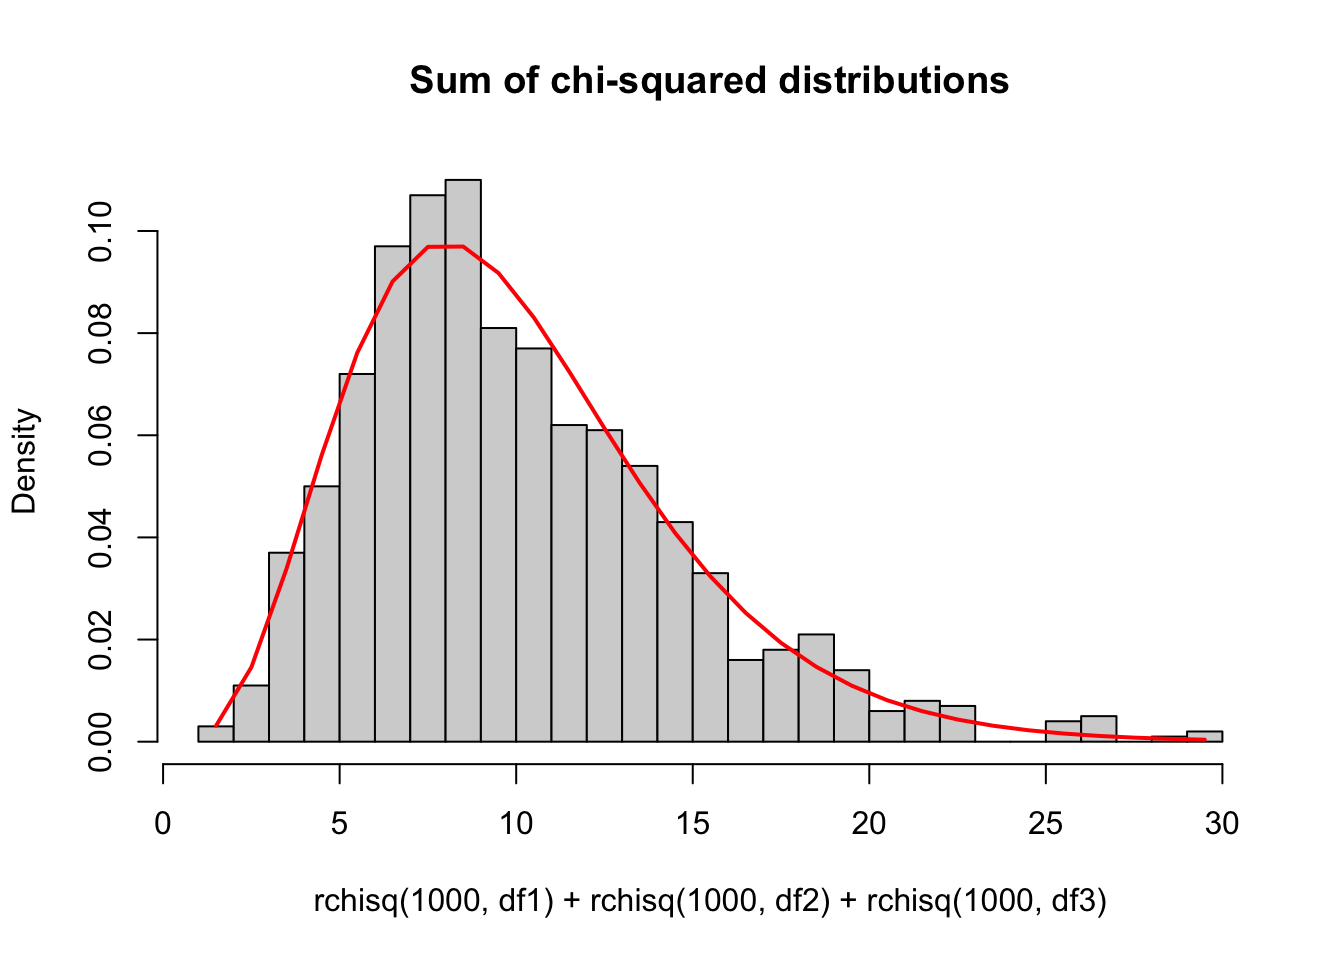 Sum of chi-squared distributions
Density
0.10
0.08
0.06
0.04
0.02
0.00
0 5 10 15 20 25 30
rchisq(1000, df1) + rchisq(1000, df2) + rchisq(1000, df3)